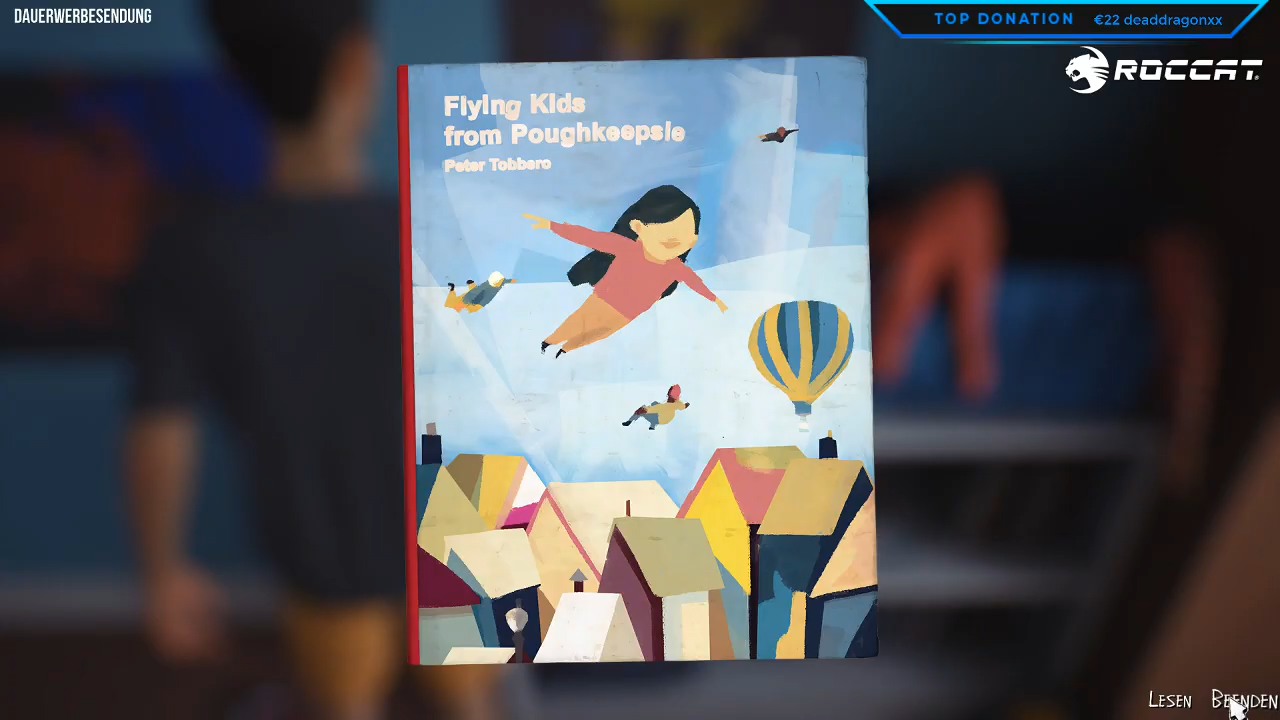 DAUERWERBESENDUNG
TOP DONATION €22 deaddragonxx
ROCCAT
Flying Kids
from Poughkeepsie
Peter Tobbero
LESEN BEENDEN